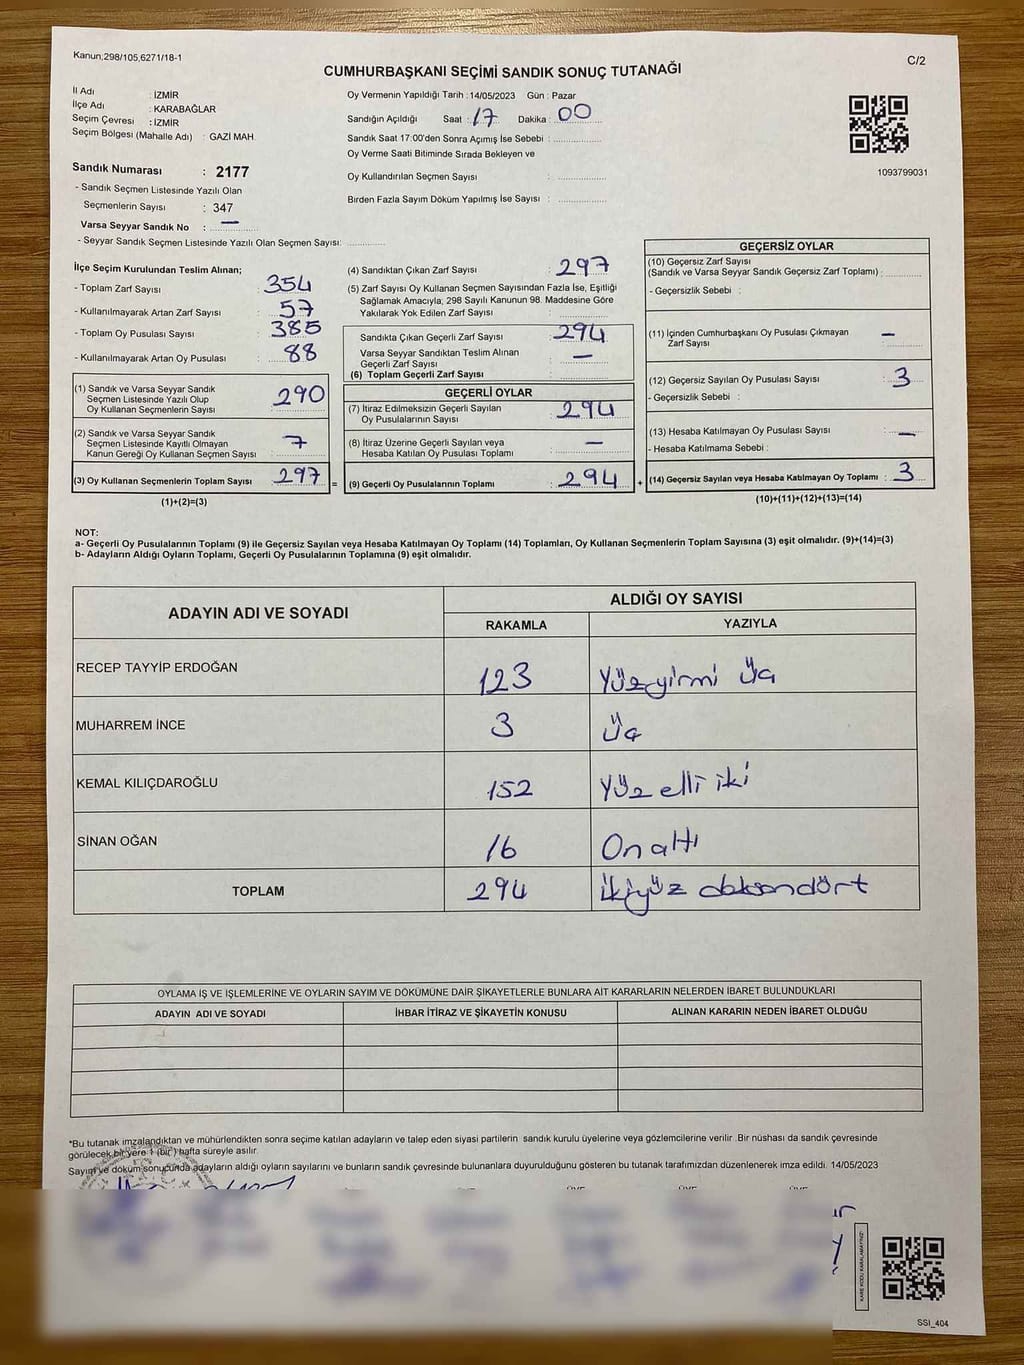 Kanun;298/105,6271/18-1
C/2
CUMHURBAŞKANI SEÇİMİ SANDIK SONUÇ TUTANAĞI
İl Adı : İZMİR
İlçe Adı : KARABAĞLAR
Seçim Çevresi : İZMİR
Seçim Bölgesi (Mahalle Adı) : GAZİ MAH.
Sandık Numarası : 2177
- Sandık Seçmen Listesinde Yazılı Olan
Seçmenlerin Sayısı : 347
Varsa Seyyar Sandık No : —
- Seyyar Sandık Seçmen Listesinde Yazılı Olan Seçmen Sayısı:
Oy Vermenin Yapıldığı Tarih :14/05/2023 Gün : Pazar
Sandığın Açıldığı Saat : 17 Dakika : 00
Sandık Saat 17:00'den Sonra Açımış İse Sebebi :
Oy Verme Saati Bitiminde Sırada Bekleyen ve
Oy Kullandırılan Seçmen Sayısı :
Birden Fazla Sayım Döküm Yapılmış İse Sayısı :
1093799031
İlçe Seçim Kurulundan Teslim Alınan;
- Toplam Zarf Sayısı : 354
- Kullanılmayarak Artan Zarf Sayısı : 57
- Toplam Oy Pusulası Sayısı : 385
- Kullanılmayarak Artan Oy Pusulası : 88
(1) Sandık ve Varsa Seyyar Sandık
Seçmen Listesinde Yazılı Olup
Oy Kullanan Seçmenlerin Sayısı : 290
(2) Sandık ve Varsa Seyyar Sandık
Seçmen Listesinde Kayıtlı Olmayan
Kanun Gereği Oy Kullanan Seçmen Sayısı : 7
(3) Oy Kullanan Seçmenlerin Toplam Sayısı : 297 =
(1)+(2)=(3)
(4) Sandıktan Çıkan Zarf Sayısı : 297
(5) Zarf Sayısı Oy Kullanan Seçmen Sayısından Fazla İse, Eşitliği
Sağlamak Amacıyla; 298 Sayılı Kanunun 98. Maddesine Göre
Yakılarak Yok Edilen Zarf Sayısı :
Sandıkta Çıkan Geçerli Zarf Sayısı : 294
Varsa Seyyar Sandıktan Teslim Alınan
Geçerli Zarf Sayısı : —
(6) Toplam Geçerli Zarf Sayısı :
GEÇERLİ OYLAR
(7) İtiraz Edilmeksizin Geçerli Sayılan
Oy Pusulalarının Sayısı : 294
(8) İtiraz Üzerine Geçerli Sayılan veya
Hesaba Katılan Oy Pusulası Toplamı : —
(9) Geçerli Oy Pusulalarının Toplamı : 294 +
GEÇERSİZ OYLAR
(10) Geçersiz Zarf Sayısı
(Sandık ve Varsa Seyyar Sandık Geçersiz Zarf Toplamı) :
- Geçersizlik Sebebi :
(11) İçinden Cumhurbaşkanı Oy Pusulası Çıkmayan
Zarf Sayısı : —
(12) Geçersiz Sayılan Oy Pusulası Sayısı : 3
- Geçersizlik Sebebi :
(13) Hesaba Katılmayan Oy Pusulası Sayısı : —
- Hesaba Katılmama Sebebi :
(14) Geçersiz Sayılan veya Hesaba Katılmayan Oy Toplamı : 3
(10)+(11)+(12)+(13)=(14)
NOT:
a- Geçerli Oy Pusulalarının Toplamı (9) ile Geçersiz Sayılan veya Hesaba Katılmayan Oy Toplamı (14) Toplamları, Oy Kullanan Seçmenlerin Toplam Sayısına (3) eşit olmalıdır. (9)+(14)=(3)
b- Adayların Aldığı Oyların Toplamı, Geçerli Oy Pusulalarının Toplamına (9) eşit olmalıdır.
ADAYIN ADI VE SOYADI
ALDIĞI OY SAYISI
RAKAMLA YAZIYLA
RECEP TAYYİP ERDOĞAN 123 Yüzyirmi üç
MUHARREM İNCE 3 üç
KEMAL KILIÇDAROĞLU 152 Yüz elli iki
SİNAN OĞAN 16 On altı
TOPLAM 294 ikiyüz doksandört
OYLAMA İŞ VE İŞLEMLERİNE VE OYLARIN SAYIM VE DÖKÜMÜNE DAİR ŞİKAYETLERLE BUNLARA AİT KARARLARIN NELERDEN İBARET BULUNDUKLARI
ADAYIN ADI VE SOYADI İHBAR İTİRAZ VE ŞİKAYETİN KONUSU ALINAN KARARIN NEDEN İBARET OLDUĞU
*Bu tutanak imzalandıktan ve mühürlendikten sonra seçime katılan adayların ve talep eden siyasi partilerin sandık kurulu üyelerine veya gözlemcilerine verilir .Bir nüshası da sandık çevresinde
görülecek bir yere 1 (bir) hafta süreyle asılır.
Sayım ve döküm sonucunda adayların aldığı oyların sayılarını ve bunların sandık çevresinde bulunanlara duyurulduğunu gösteren bu tutanak tarafımızdan düzenlenerek imza edildi. 14/05/2023
SSI_404